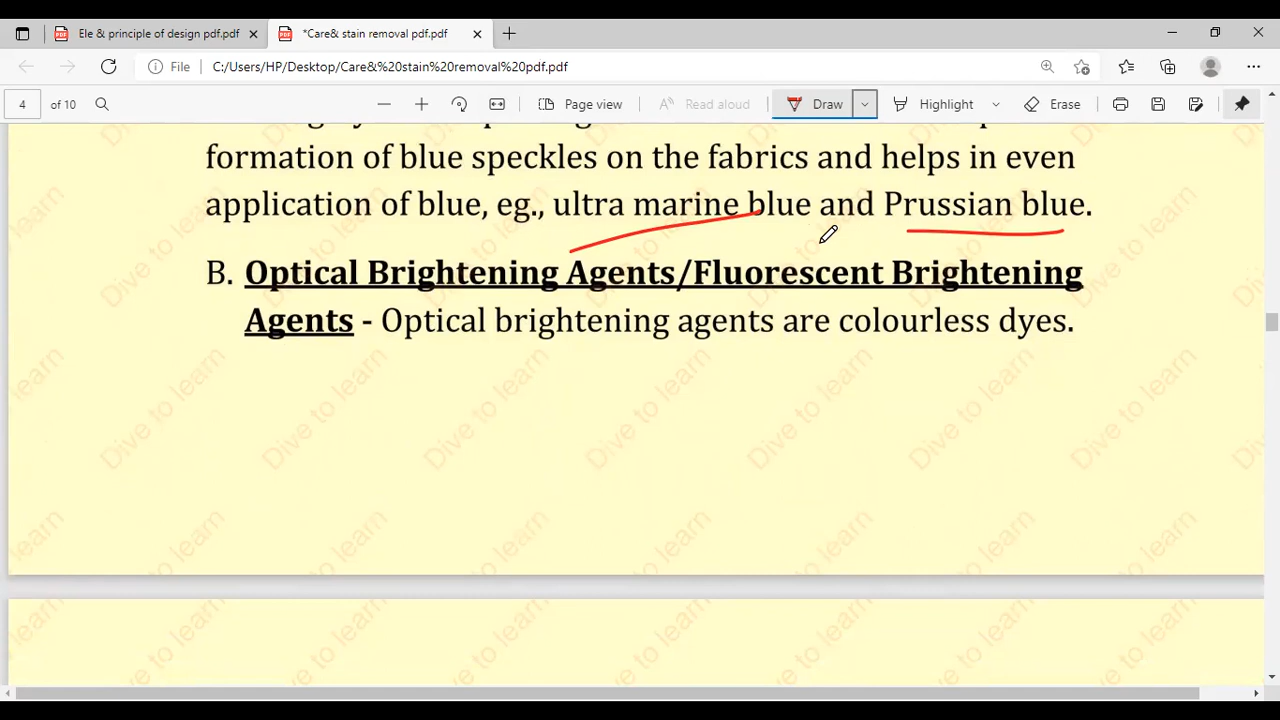 Ele & principle of design pdf.pdf
*Care& stain removal pdf.pdf
File
C:/Users/HP/Desktop/Care&%20stain%20removal%20pdf.pdf
4 of 10
Page view
Read aloud
Draw
Highlight
Erase
formation of blue speckles on the fabrics and helps in even
application of blue, eg., ultra marine blue and Prussian blue.
B. Optical Brightening Agents/Fluorescent Brightening
Agents - Optical brightening agents are colourless dyes.
Dive to learn